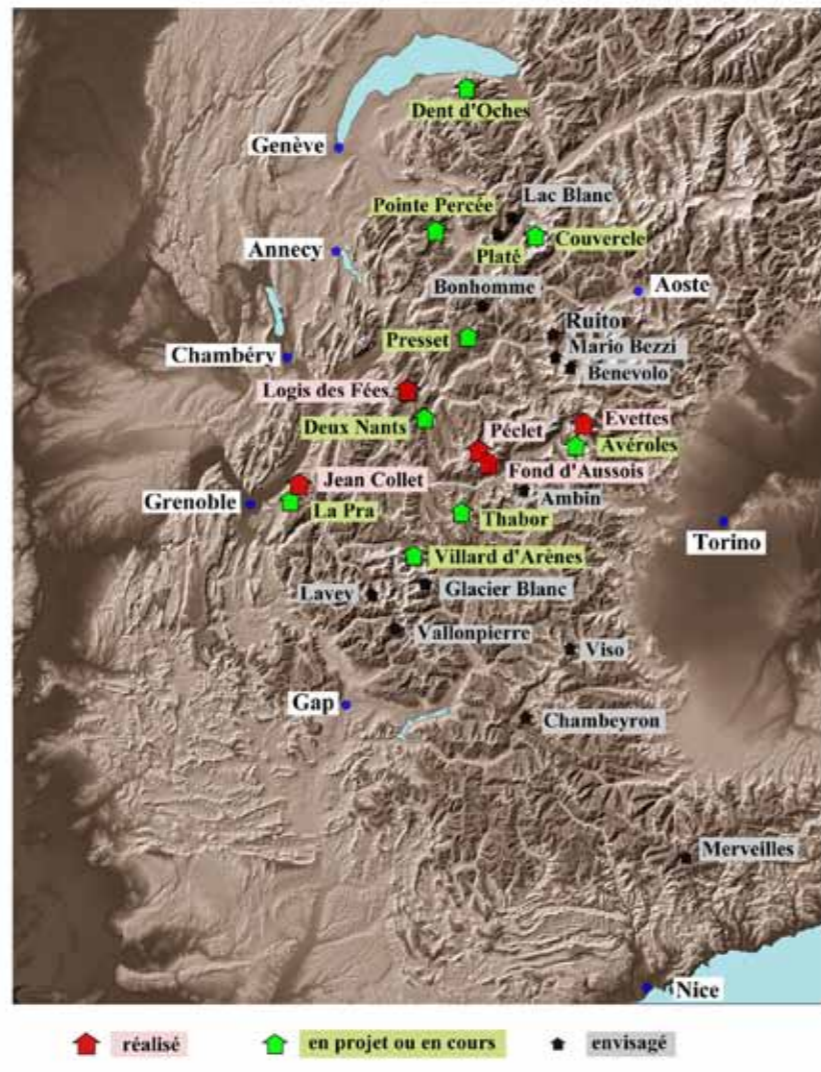 Dent d'Oches
Genève
Lac Blanc
Pointe Percée
Couvercle
Platé
Annecy
Bonhomme
Aoste
Ruitor
Presset
Mario Bezzi
Chambéry
Benevolo
Logis des Fées
Evettes
Deux Nants
Péclet
Avéroles
Fond d'Aussois
Jean Collet
Ambin
Grenoble
La Pra
Thabor
Torino
Villard d'Arènes
Glacier Blanc
Lavey
Vallonpierre
Viso
Gap
Chambeyron
Merveilles
Nice
réalisé
en projet ou en cours
envisagé